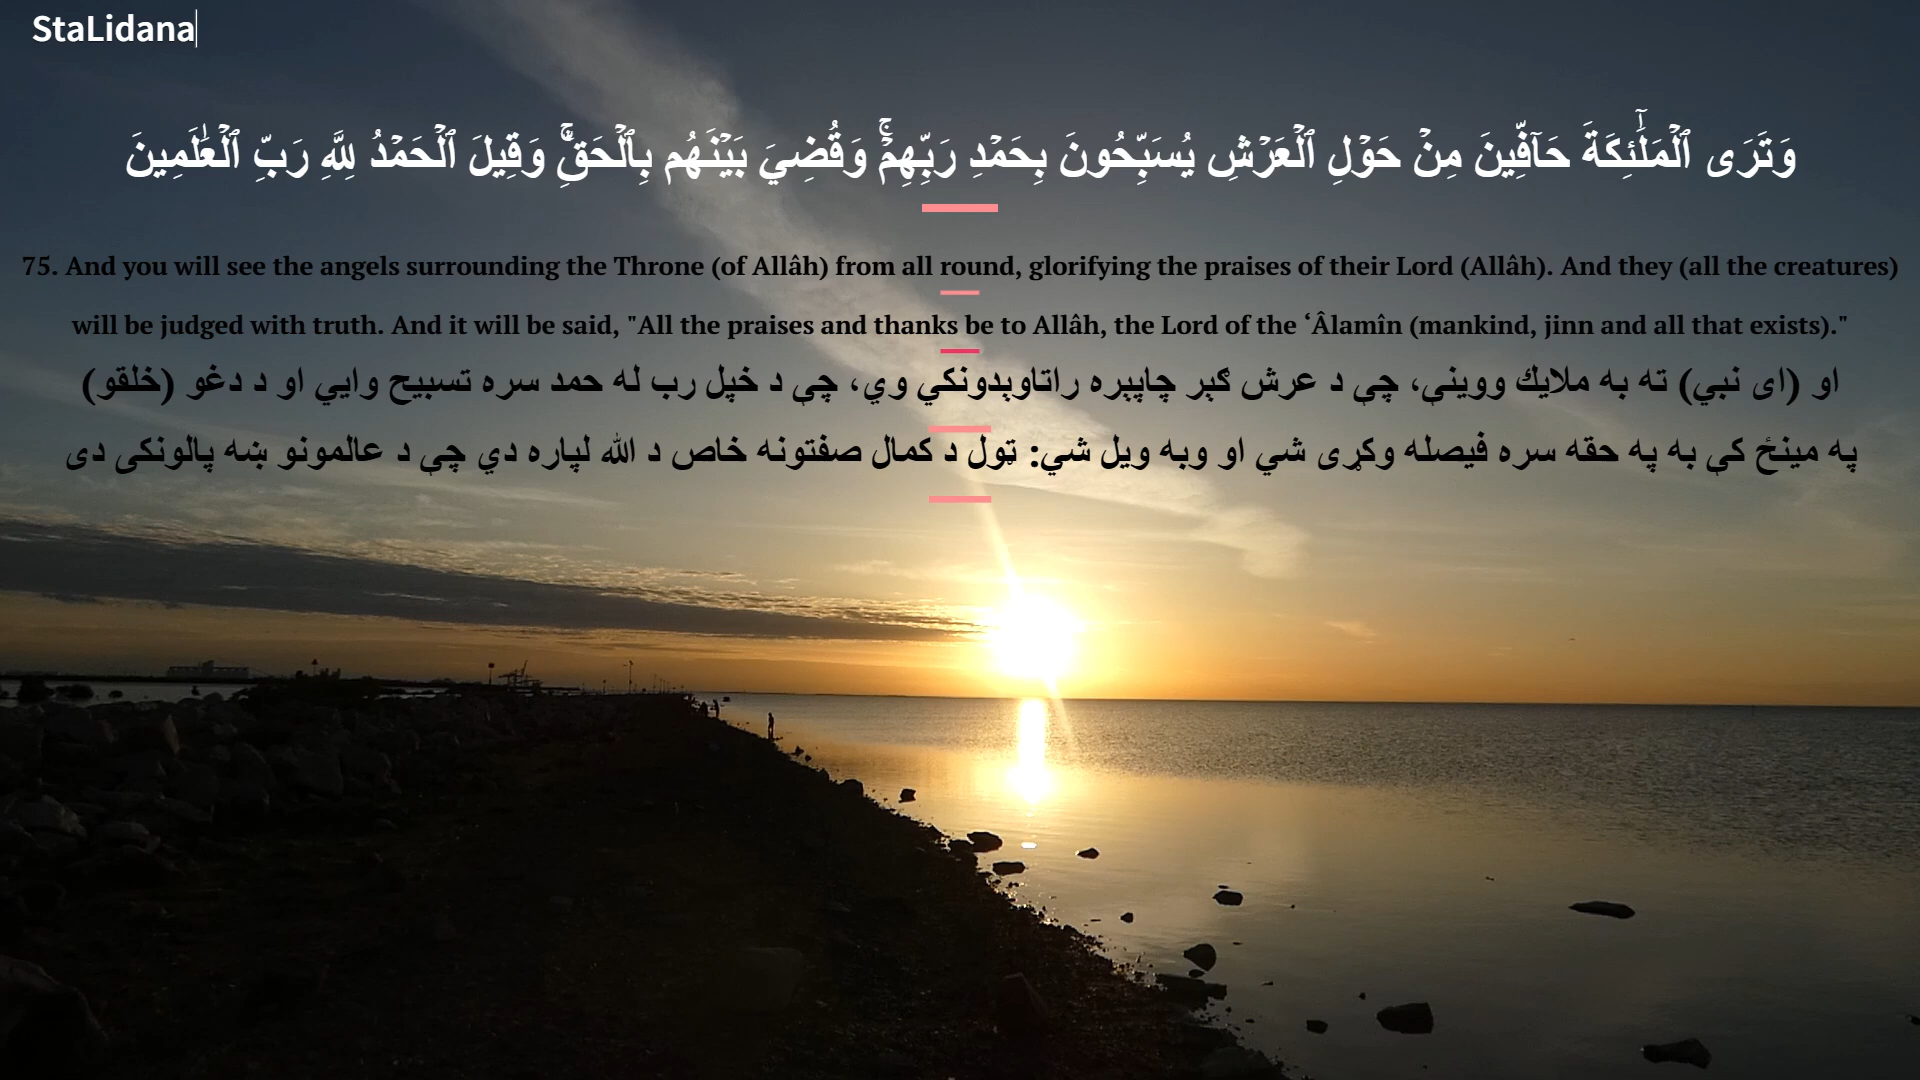 StaLidana
وَتَرَى ٱلْمَلَٰٓئِكَةَ حَآفِّينَ مِنْ حَوْلِ ٱلْعَرْشِ يُسَبِّحُونَ بِحَمْدِ رَبِّهِمْۚ وَقُضِيَ بَيْنَهُم بِٱلْحَقِّۚ وَقِيلَ ٱلْحَمْدُ لِلَّهِ رَبِّ ٱلْعَٰلَمِينَ
75. And you will see the angels surrounding the Throne (of Allâh) from all round, glorifying the praises of their Lord (Allâh). And they (all the creatures)
will be judged with truth. And it will be said, "All the praises and thanks be to Allâh, the Lord of the ‘Âlamîn (mankind, jinn and all that exists)."
او (ای نبي) ته به ملايك ووينې، چې د عرش ګېر چاپېره راتاوېدونكي وي، چې د خپل رب له حمد سره تسبيح وايي او د دغو (خلقو)
په مينځ كې به په حقه سره فيصله وكړی شي او وبه ويل شي: ټول د كمال صفتونه خاص د الله لپاره دي چې د عالمونو ښه پالونكی دی